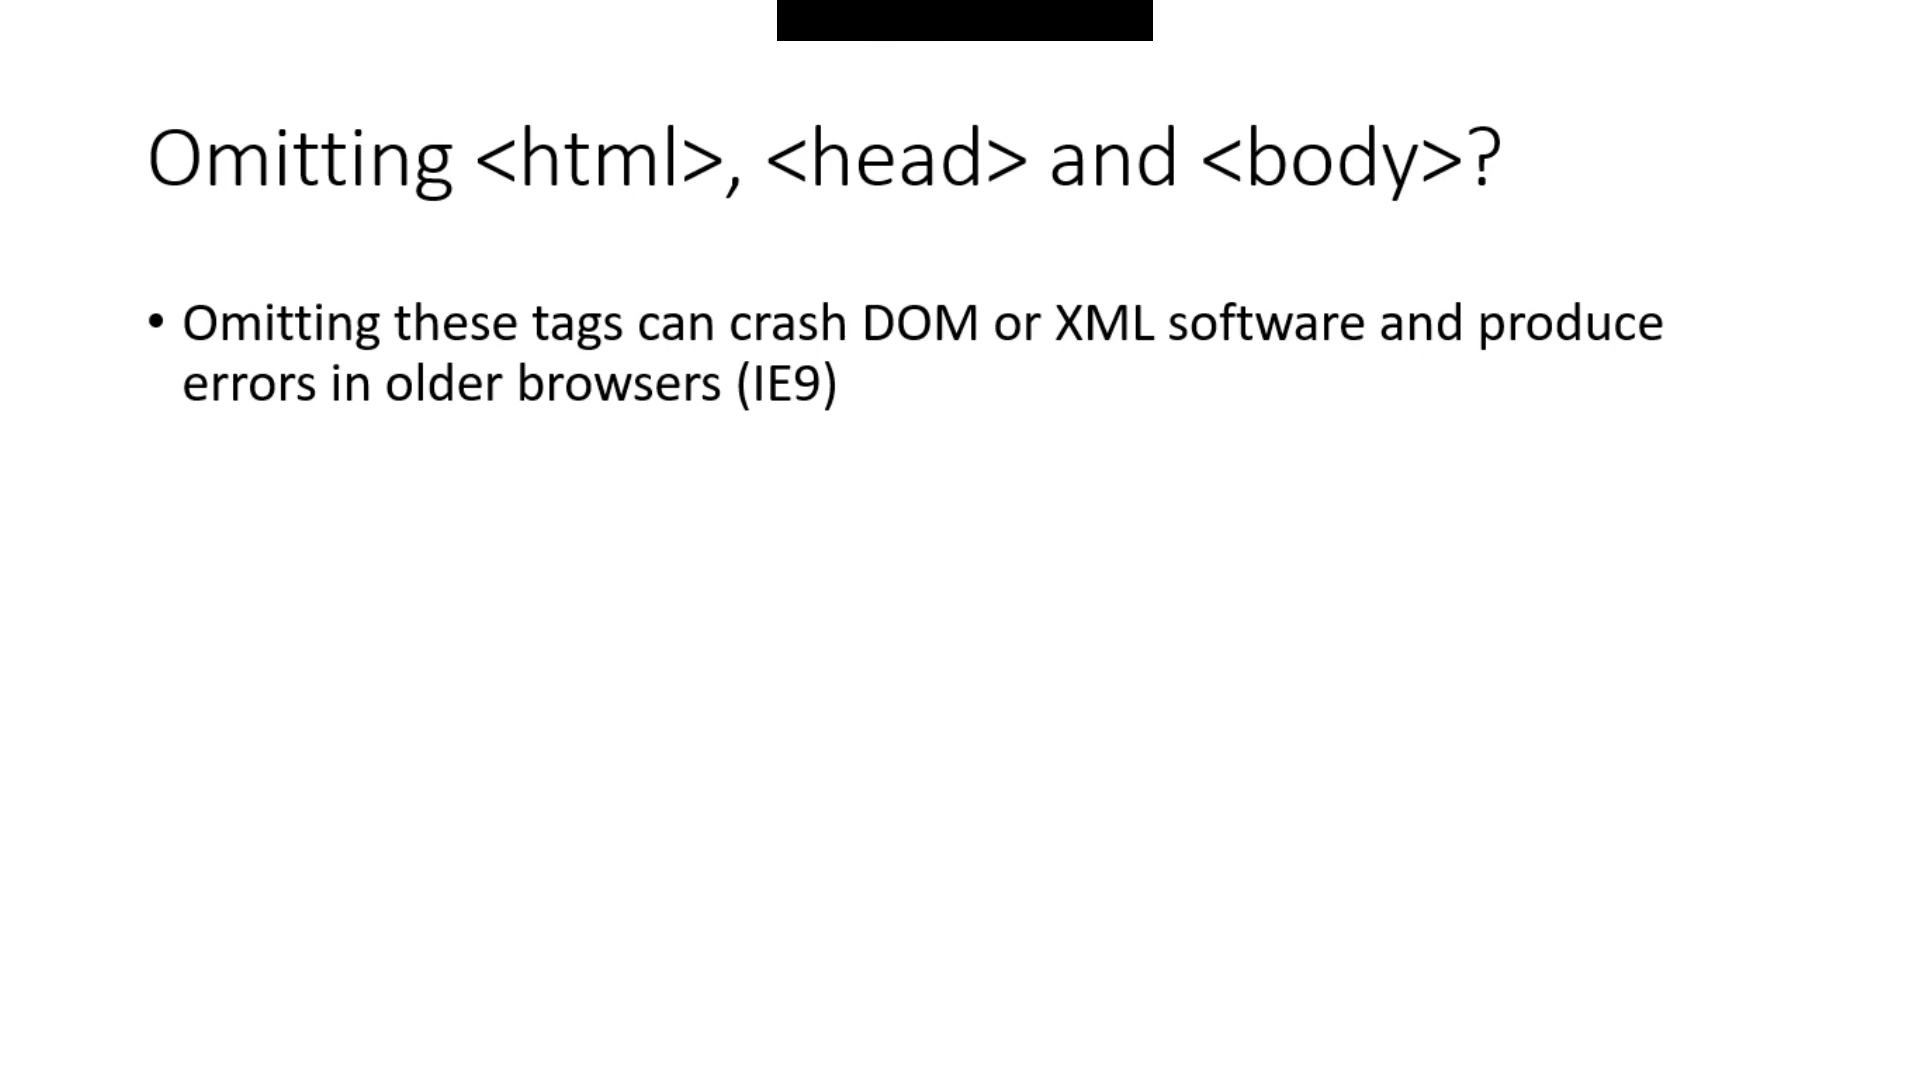 Omitting <html>, <head> and <body>?
• Omitting these tags can crash DOM or XML software and produce
errors in older browsers (IE9)